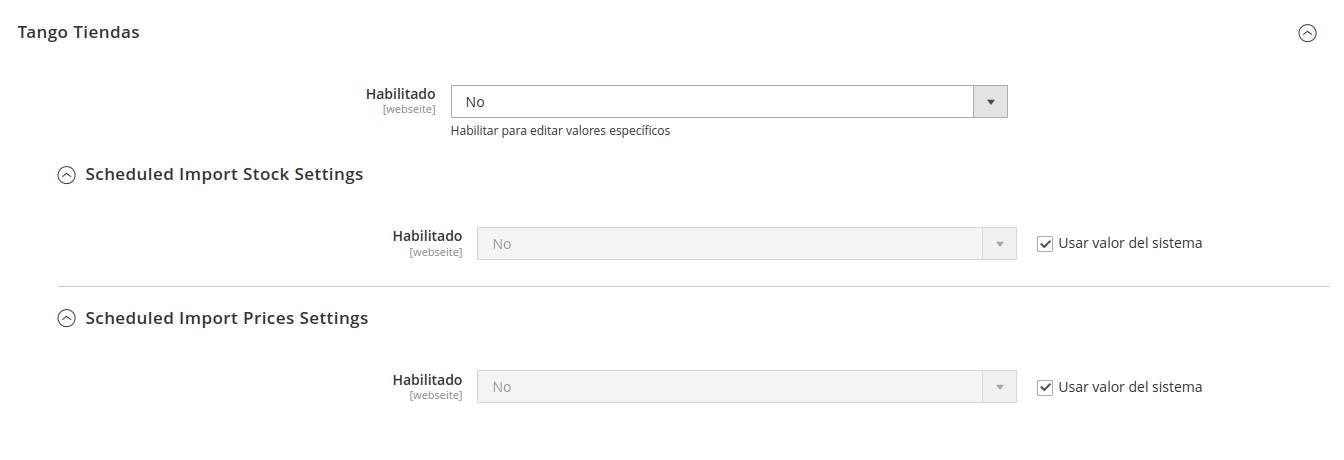 Tango Tiendas
Habilitado
[webseite]
No
Habilitar para editar valores específicos
Scheduled Import Stock Settings
Habilitado
[webseite]
No
Usar valor del sistema
Scheduled Import Prices Settings
Habilitado
[webseite]
No
Usar valor del sistema